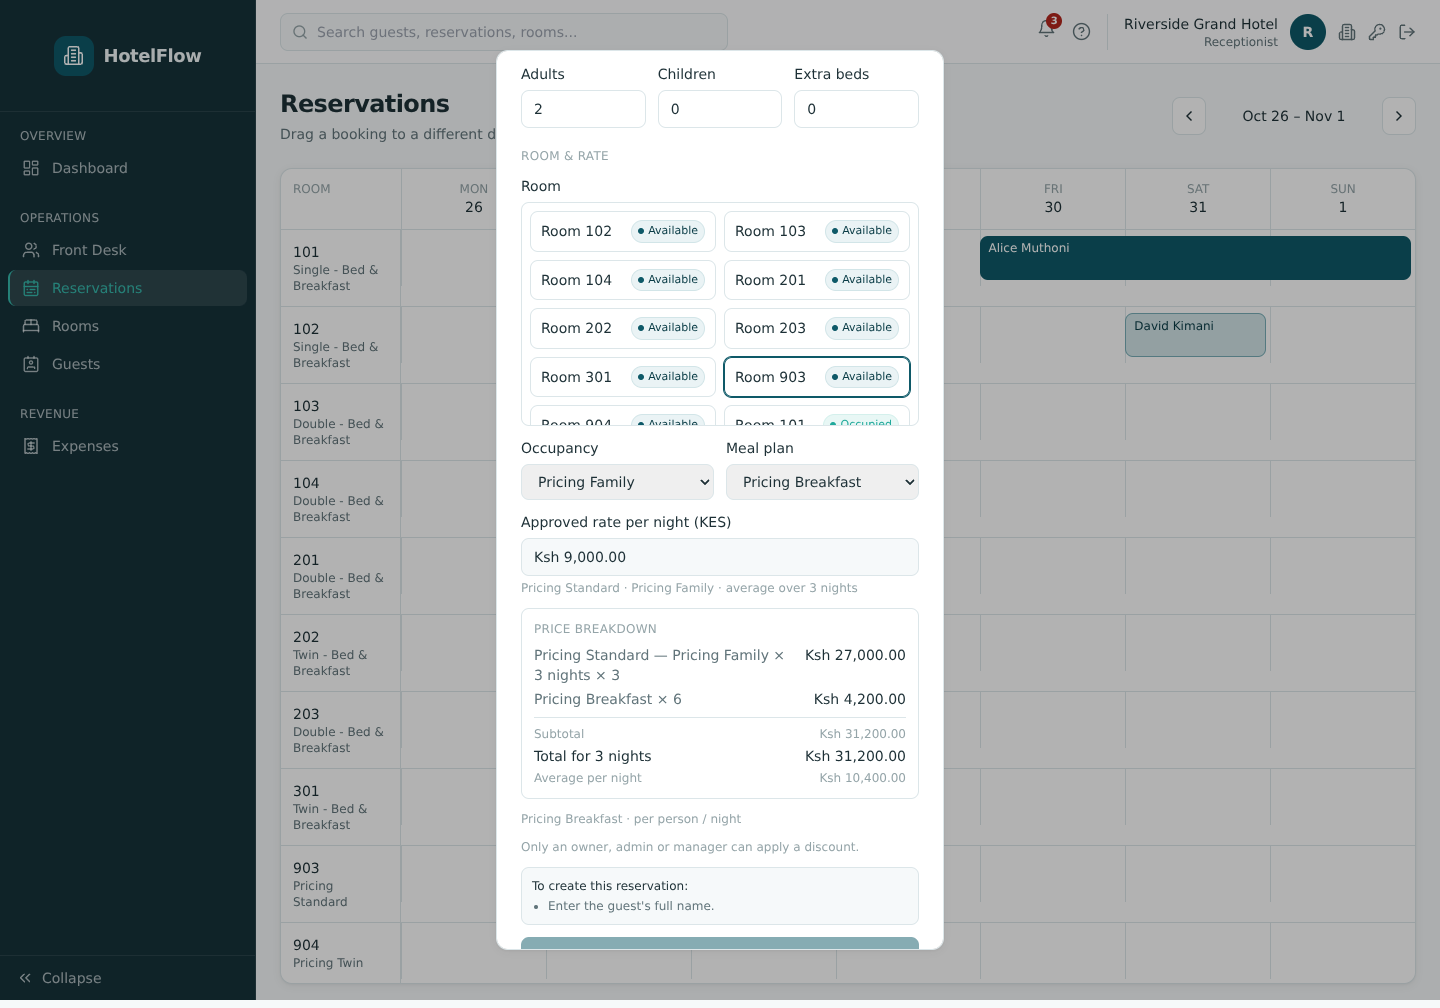 HotelFlow
Search guests, reservations, rooms...
3
Riverside Grand Hotel
Receptionist
R
OVERVIEW
Dashboard
OPERATIONS
Front Desk
Reservations
Rooms
Guests
REVENUE
Expenses
Collapse
Reservations
Drag a booking to a different d
Oct 26 – Nov 1
ROOM
MON
26
FRI
30
SAT
31
SUN
1
101
Single - Bed &
Breakfast
Alice Muthoni
102
Single - Bed &
Breakfast
David Kimani
103
Double - Bed &
Breakfast
104
Double - Bed &
Breakfast
201
Double - Bed &
Breakfast
202
Twin - Bed &
Breakfast
203
Double - Bed &
Breakfast
301
Twin - Bed &
Breakfast
903
Pricing
Standard
904
Pricing Twin
Adults
Children
Extra beds
2
0
0
ROOM & RATE
Room
Room 102 Available
Room 103 Available
Room 104 Available
Room 201 Available
Room 202 Available
Room 203 Available
Room 301 Available
Room 903 Available
Room 904 Available
Room 101 Occupied
Occupancy
Meal plan
Pricing Family
Pricing Breakfast
Approved rate per night (KES)
Ksh 9,000.00
Pricing Standard · Pricing Family · average over 3 nights
PRICE BREAKDOWN
Pricing Standard — Pricing Family × Ksh 27,000.00
3 nights × 3
Pricing Breakfast × 6 Ksh 4,200.00
Subtotal Ksh 31,200.00
Total for 3 nights Ksh 31,200.00
Average per night Ksh 10,400.00
Pricing Breakfast · per person / night
Only an owner, admin or manager can apply a discount.
To create this reservation:
• Enter the guest's full name.